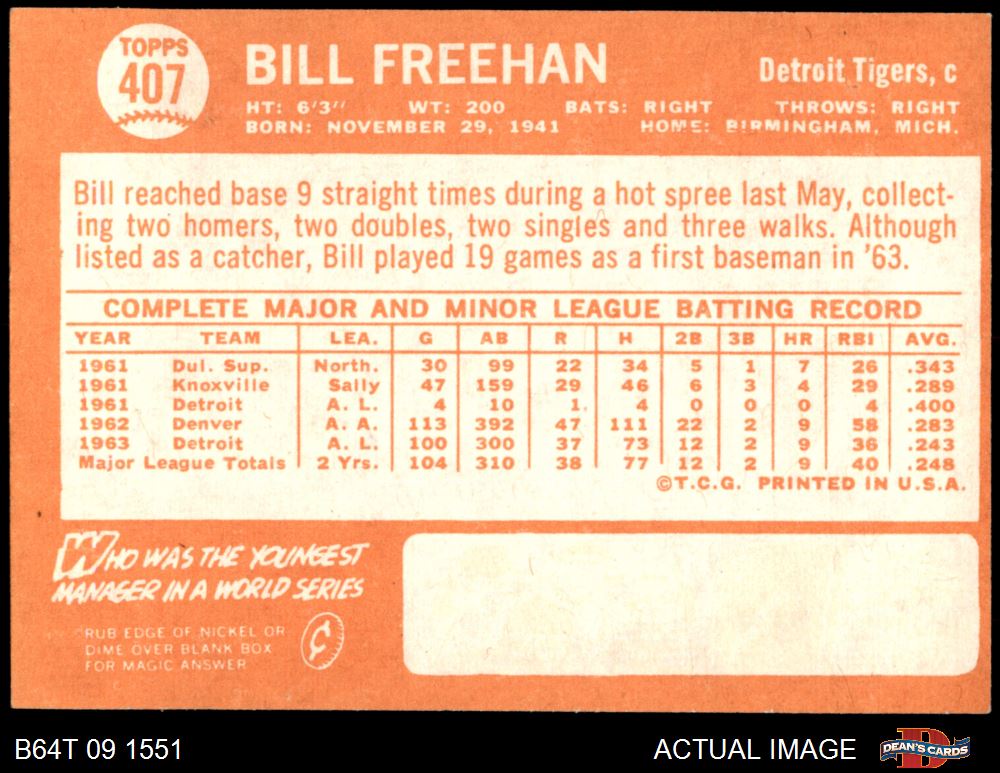 TOPPS
407
BILL FREEHAN
Detroit Tigers, c
HT: 6'3" WT: 200 BATS: RIGHT THROWS: RIGHT
BORN: NOVEMBER 29, 1941 HOME: BIRMINGHAM, MICH.
Bill reached base 9 straight times during a hot spree last May, collect-
ing two homers, two doubles, two singles and three walks. Although
listed as a catcher, Bill played 19 games as a first baseman in '63.
COMPLETE MAJOR AND MINOR LEAGUE BATTING RECORD
YEAR TEAM LEA. G AB R H 2B 3B HR RBI AVG.
1961 Dul. Sup. North. 30 99 22 34 5 1 7 26 .343
1961 Knoxville Sally 47 159 29 46 6 3 4 29 .289
1961 Detroit A. L. 4 10 1 4 0 0 0 4 .400
1962 Denver A. A. 113 392 47 111 22 2 9 58 .283
1963 Detroit A. L. 100 300 37 73 12 2 9 36 .243
Major League Totals 2 Yrs. 104 310 38 77 12 2 9 40 .248
©T.C.G. PRINTED IN U.S.A.
WHO WAS THE YOUNGEST
MANAGER IN A WORLD SERIES
RUB EDGE OF NICKEL OR
DIME OVER BLANK BOX
FOR MAGIC ANSWER
¢
B64T 09 1551
ACTUAL IMAGE
DEAN'S CARDS